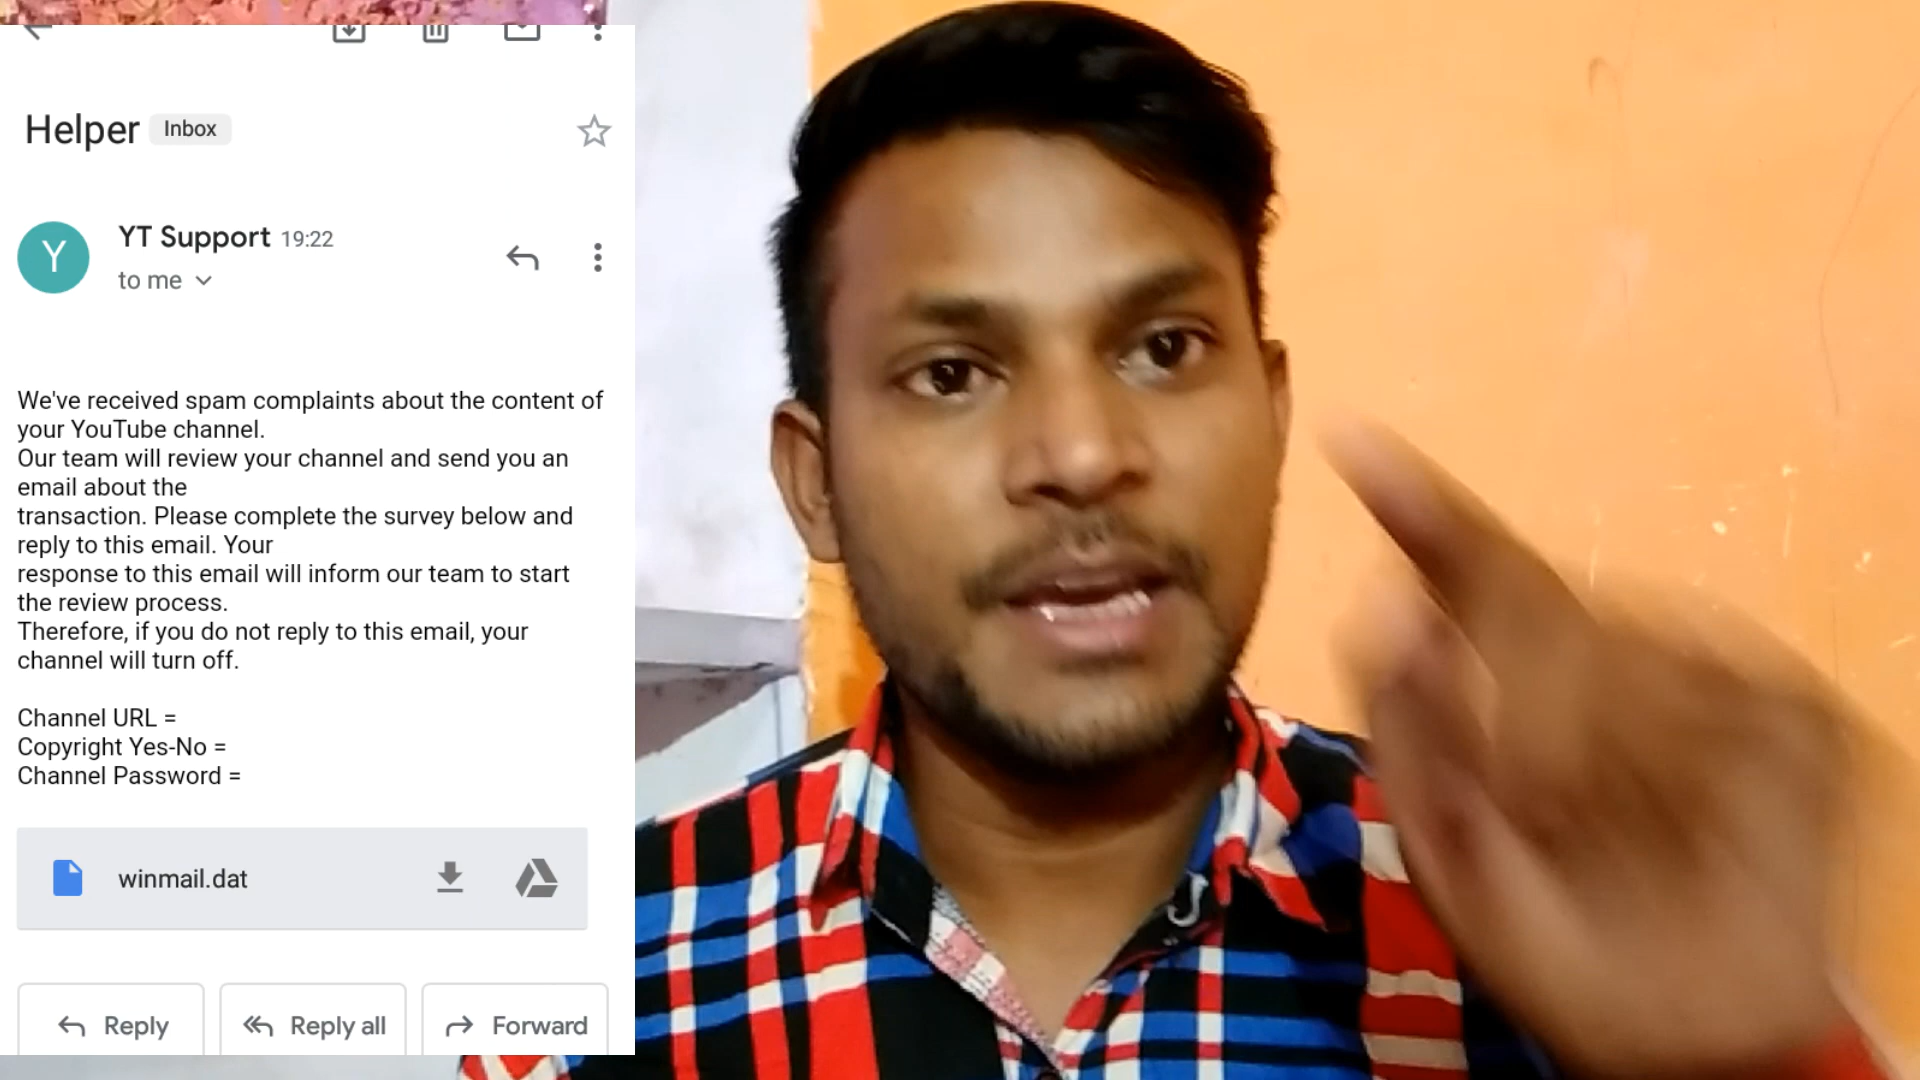 Helper Inbox
Y
YT Support 19:22
to me
We've received spam complaints about the content of
your YouTube channel.
Our team will review your channel and send you an
email about the
transaction. Please complete the survey below and
reply to this email. Your
response to this email will inform our team to start
the review process.
Therefore, if you do not reply to this email, your
channel will turn off.
Channel URL =
Copyright Yes-No =
Channel Password =
winmail.dat
Reply Reply all Forward